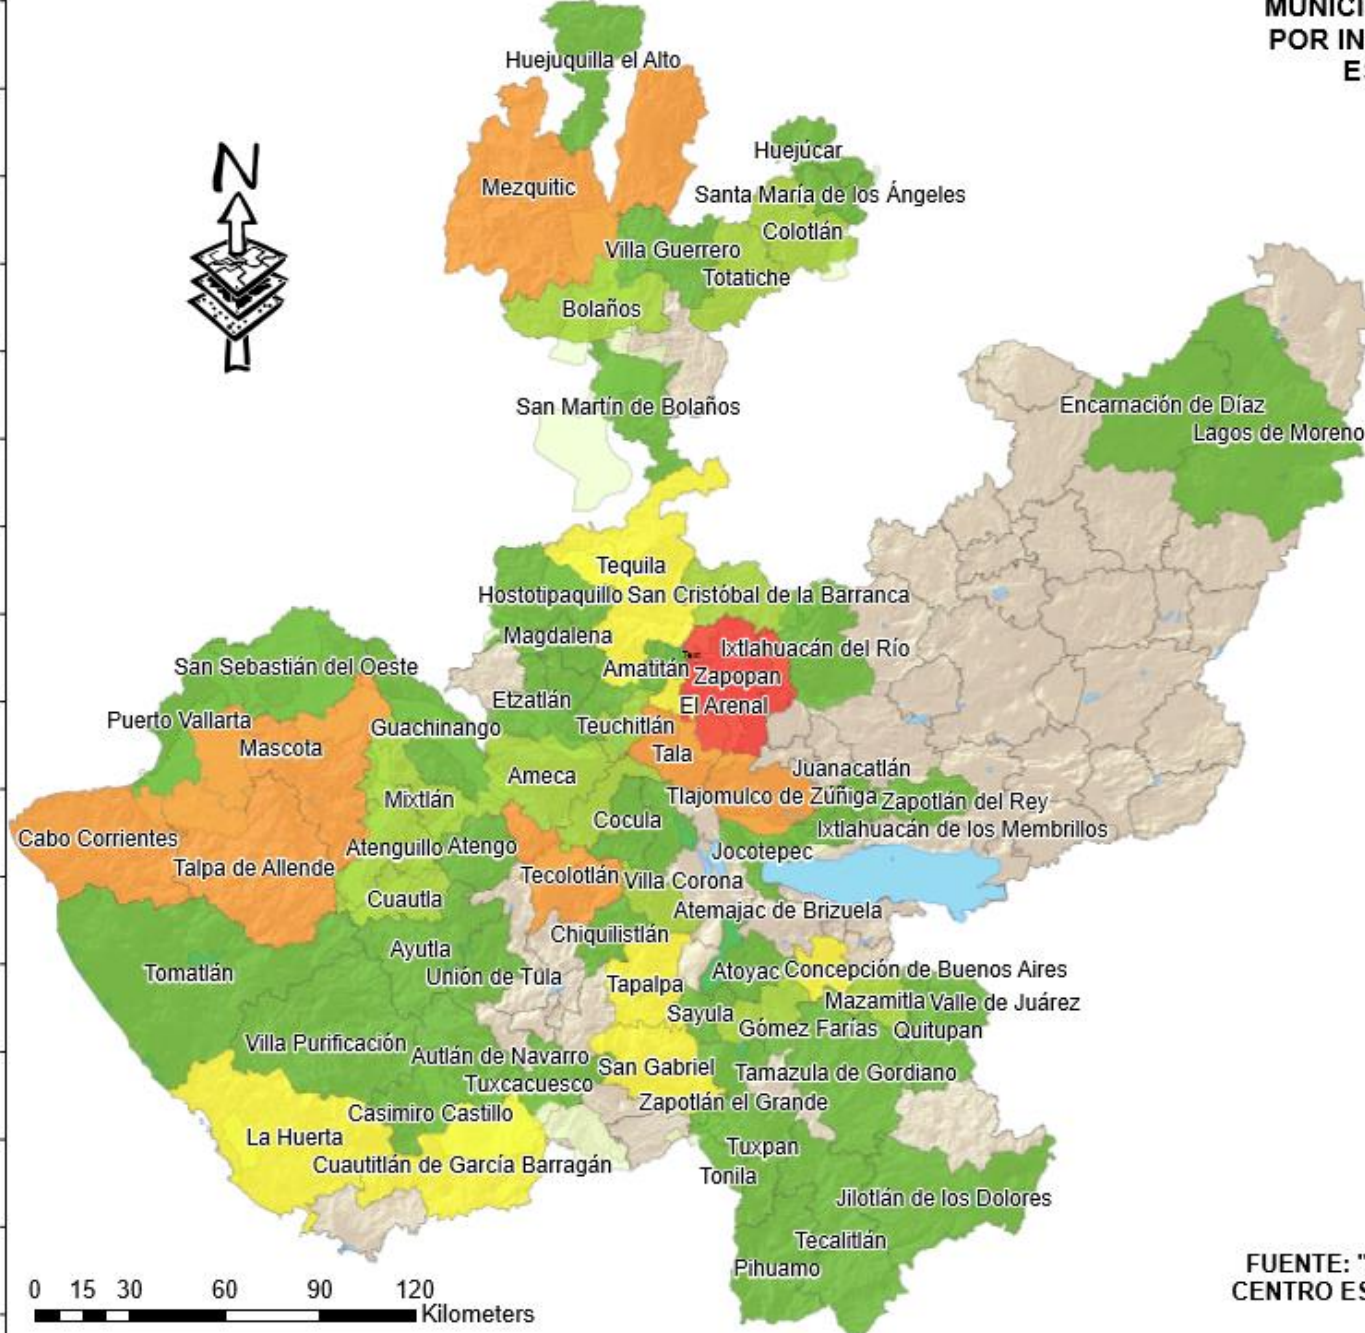 MUNICI
POR IN
ES
Huejuquilla el Alto
N
Huejúcar
Mezquitic
Santa María de los Ángeles
Colotlán
Villa Guerrero
Totatiche
Bolaños
San Martín de Bolaños
Encarnación de Díaz
Lagos de Moreno
Tequila
Hostotipaquillo
San Cristóbal de la Barranca
Magdalena
Ixtlahuacán del Río
Amatitán
Zapopan
San Sebastián del Oeste
Etzatlán
El Arenal
Puerto Vallarta
Guachinango
Teuchitlán
Mascota
Tala
Ameca
Juanacatlán
Mixtlán
Tlajomulco de Zúñiga
Zapotlán del Rey
Cocula
Ixtlahuacán de los Membrillos
Cabo Corrientes
Atenguillo
Atengo
Jocotepec
Talpa de Allende
Tecolotlán
Villa Corona
Cuautla
Atemajac de Brizuela
Chiquilistlán
Ayutla
Tomatlán
Unión de Tula
Tapalpa
Atoyac
Concepción de Buenos Aires
Mazamitla
Valle de Juárez
Sayula
Gómez Farías
Quitupan
Villa Purificación
Autlán de Navarro
San Gabriel
Tamazula de Gordiano
Tuxcacuesco
Zapotlán el Grande
Casimiro Castillo
La Huerta
Tuxpan
Cuautitlán de García Barragán
Tonila
Jilotlán de los Dolores
Tecalitlán
Pihuamo
0 15 30 60 90 120
Kilometers
FUENTE: "
CENTRO ES